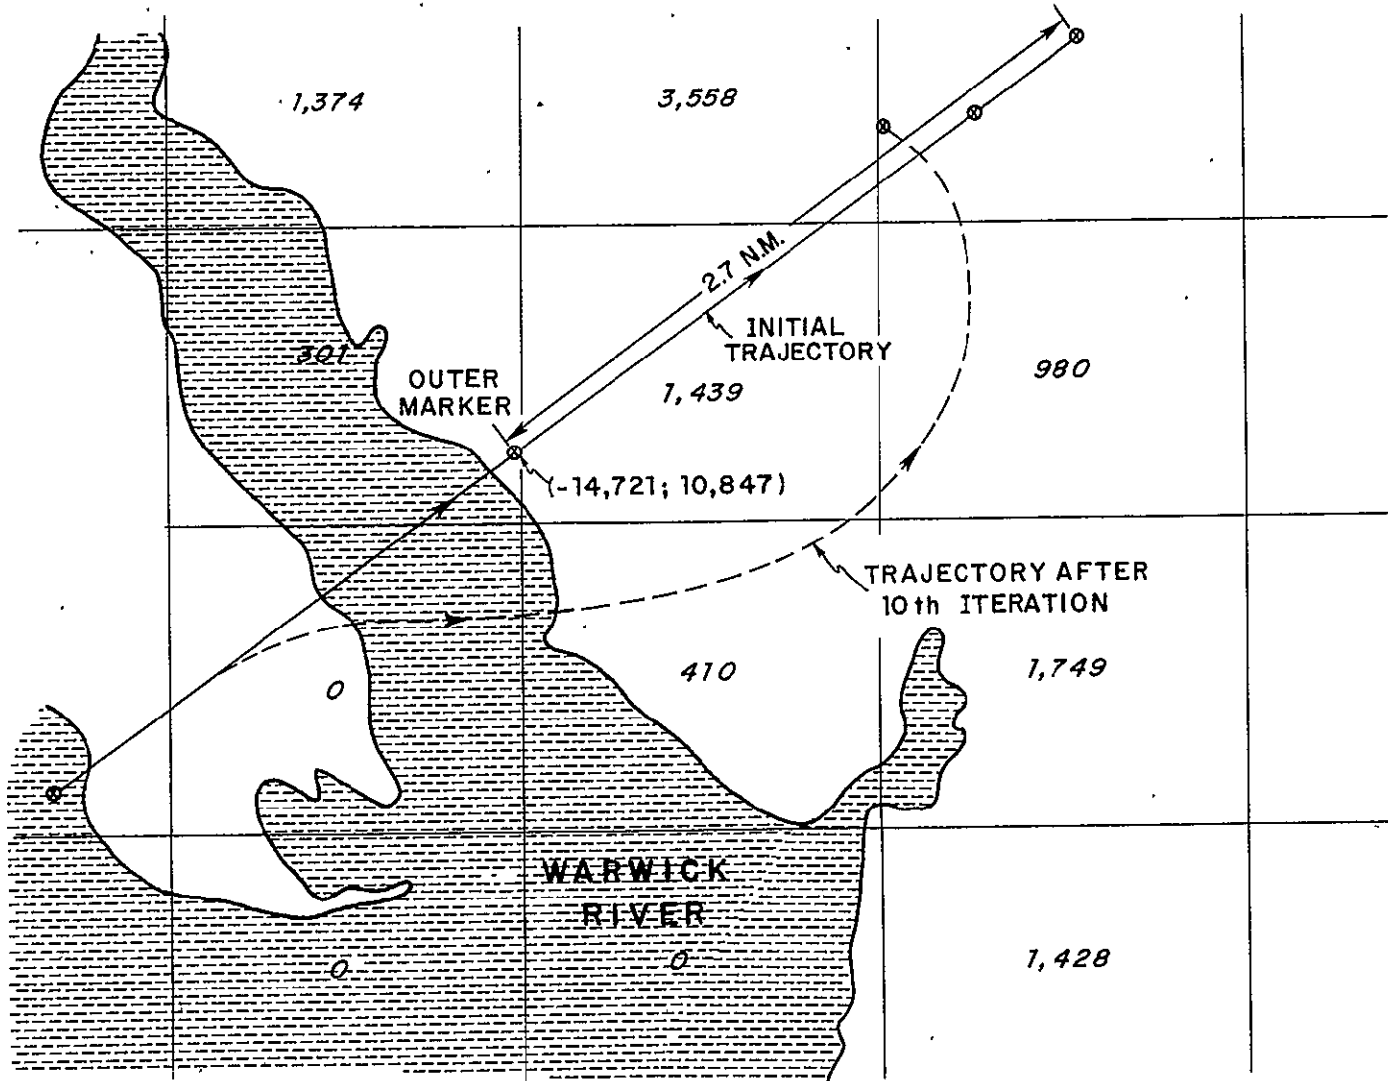 1,374
3,558
2.7 N.M.
INITIAL
TRAJECTORY
301
OUTER
MARKER
1,439
980
(-14,721; 10,847)
TRAJECTORY AFTER
10th ITERATION
0
410
1,749
WARWICK
RIVER
0
0
1,428